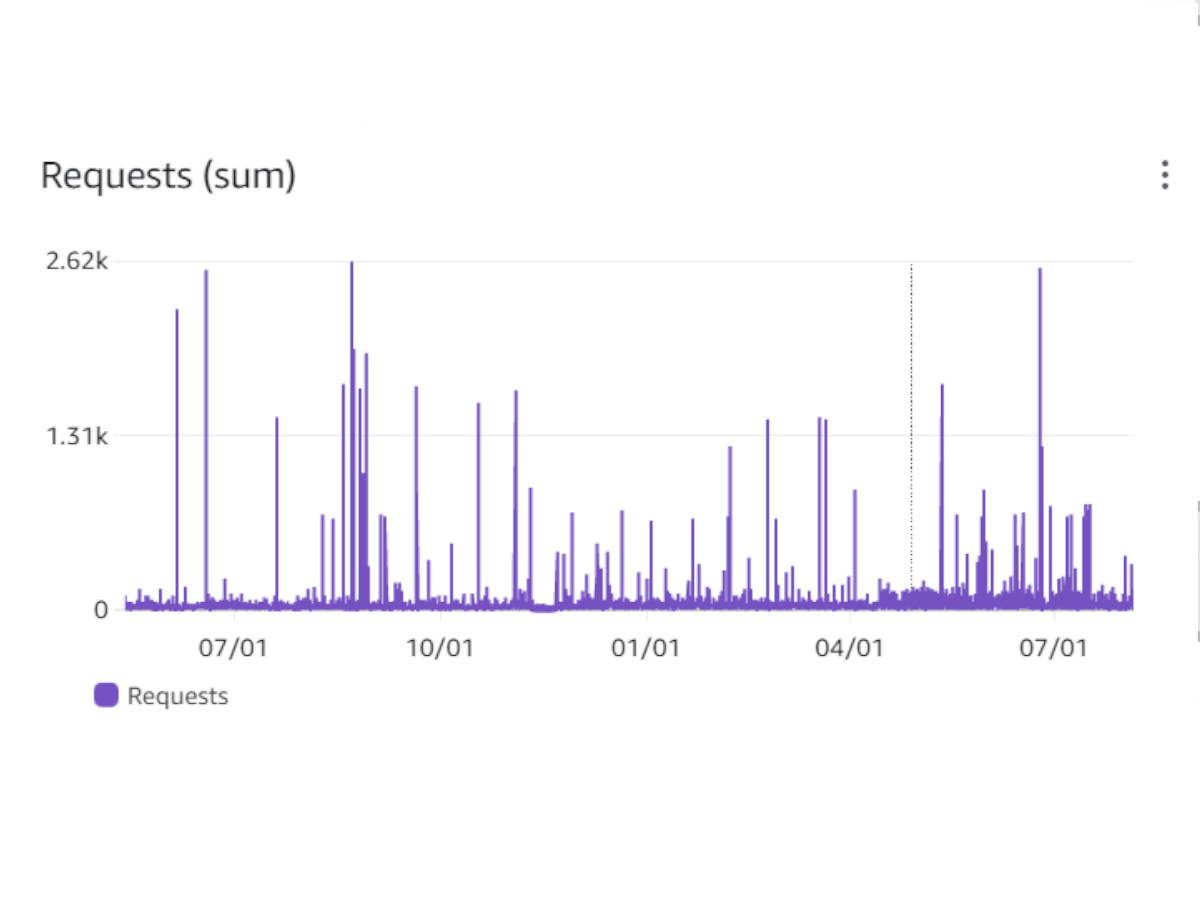 Requests (sum)
2.62k
1.31k
0
07/01 10/01 01/01 04/01 07/01
Requests